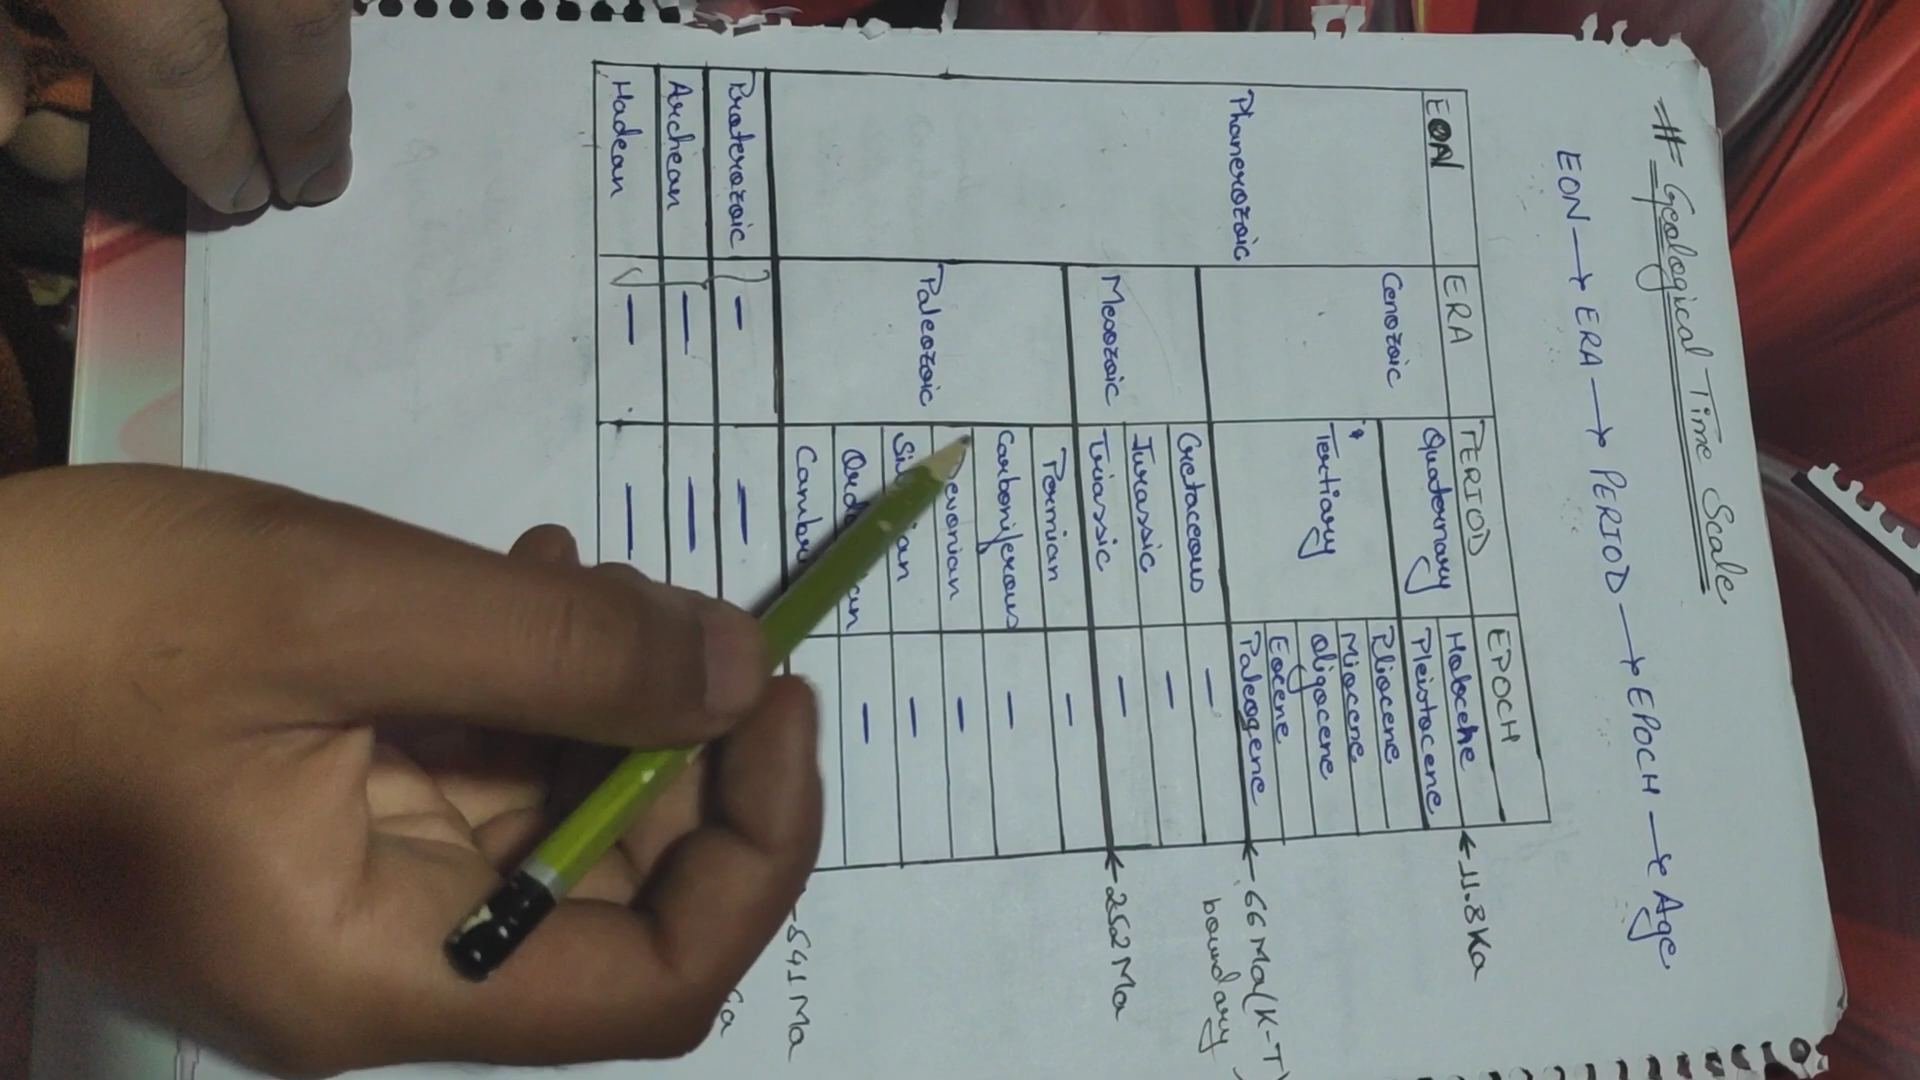 # Geological Time Scale
EON → ERA → PERIOD → EPOCH → Age
EON ERA PERIOD EPOCH
Phanerozoic Cenozoic Quaternary Holocene ← 11.8 Ka
Pleistocene
Tertiary Pliocene
Miocene
Oligocene
Eocene
Paleogene ← 66 Ma (K-T)
boundary
Mesozoic Cretaceous —
Jurassic —
Triassic — ← 252 Ma
Paleozoic Permian —
Carboniferous —
Devonian —
—
—
541 Ma
Proterozoic — —
Archean — —
Hadean — —